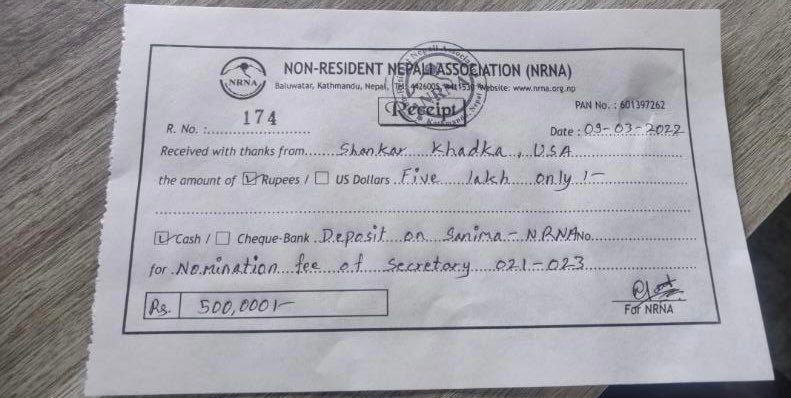 NON-RESIDENT NEPALI ASSOCIATION (NRNA)
NRNA
Baluwatar, Kathmandu, Nepal, Tel: 4426005, Website: www.nrna.org.np
Receipt
PAN No. : 601397262
R. No. : 174
Date : 09-03-2022
Received with thanks from Shankar Khadka, USA
the amount of ☑ Rupees / ☐ US Dollars Five lakh only /-
☑ Cash / ☐ Cheque-Bank Deposit on Sanima - NRNA No.
for Nomination fee of Secretary 021-023
Rs. 500,000/-
For NRNA